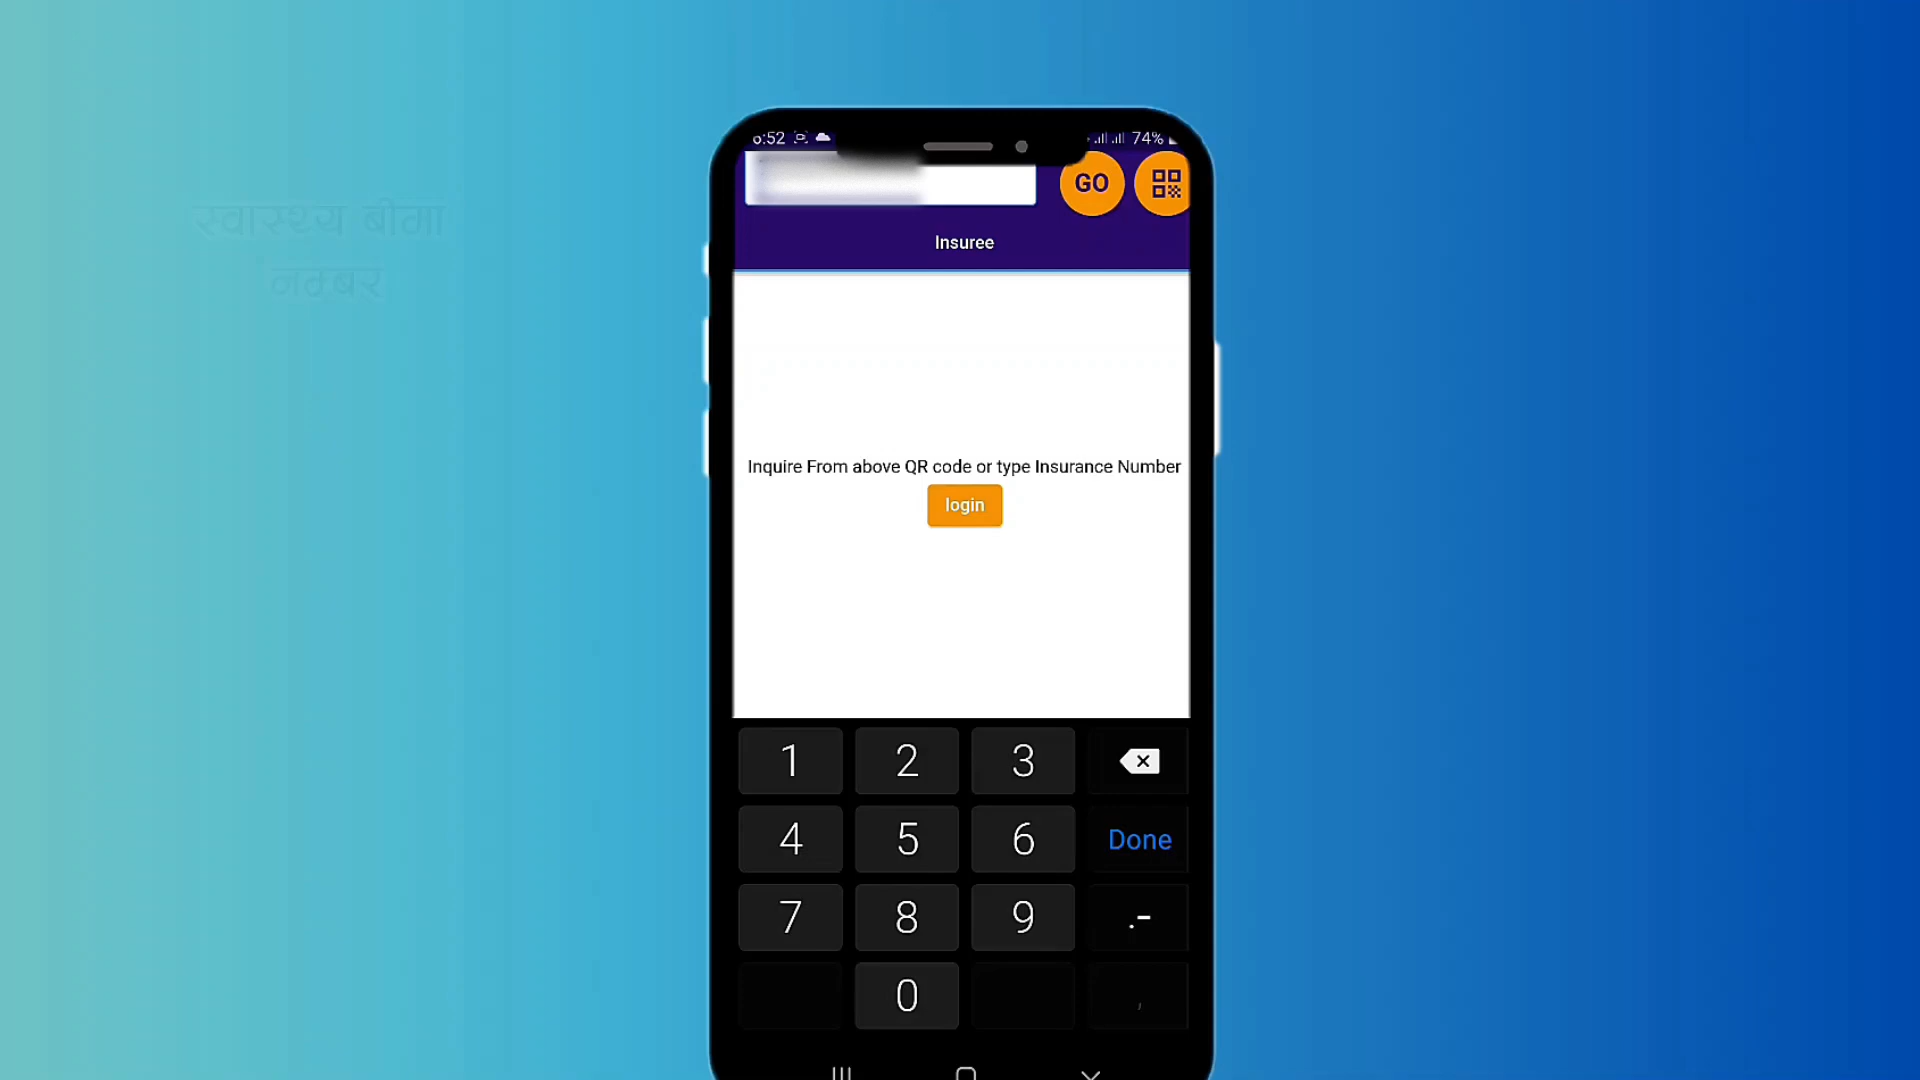 6:52 74%
GO
Insuree
स्वास्थ्य बीमा
नम्बर
Inquire From above QR code or type Insurance Number
login
1 2 3
4 5 6 Done
7 8 9 .-
0 ,